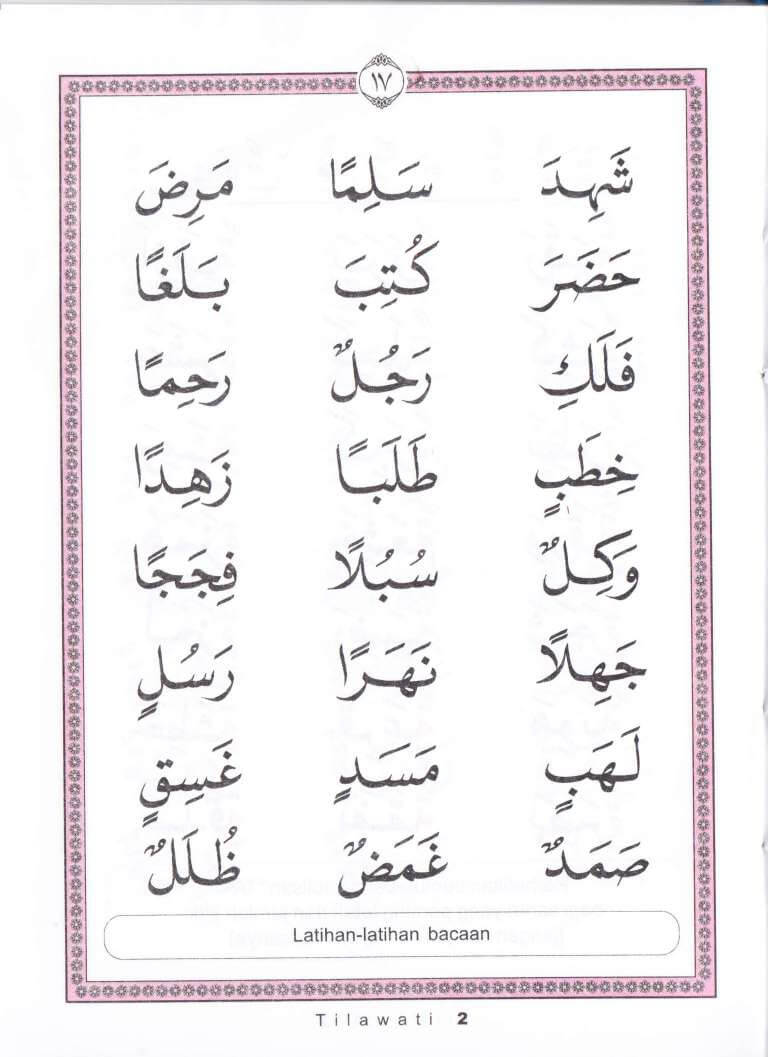 ١٧
شَهِدَ سَلِمًا مَرِضَ
حَضَرَ كُتِبَ بَلَغًا
فَلَكِ رَجُلٌ رَحِمًا
خِطَبٍ طَلَبًا زَهِدًا
وَكِلٌ سُبُلًا فِجَجًا
جَهِلًا نَهَرًا رَسُلٍ
لَهَبٍ مَسَدٍ غَسِقٍ
صَمَدٌ غَمَضٌ ظُلَلٌ
Latihan-latihan bacaan
Tilawati 2